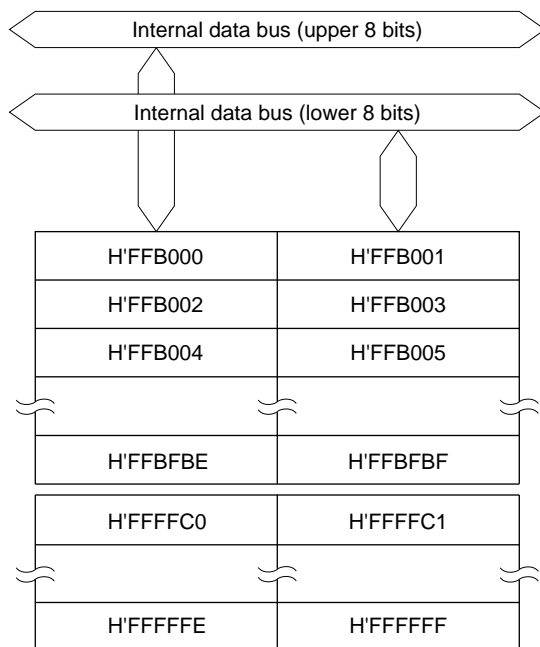 Internal data bus (upper 8 bits)
Internal data bus (lower 8 bits)
H'FFB000 H'FFB001
H'FFB002 H'FFB003
H'FFB004 H'FFB005
H'FFBFBE H'FFBFBF
H'FFFFC0 H'FFFFC1
H'FFFFFE H'FFFFFF